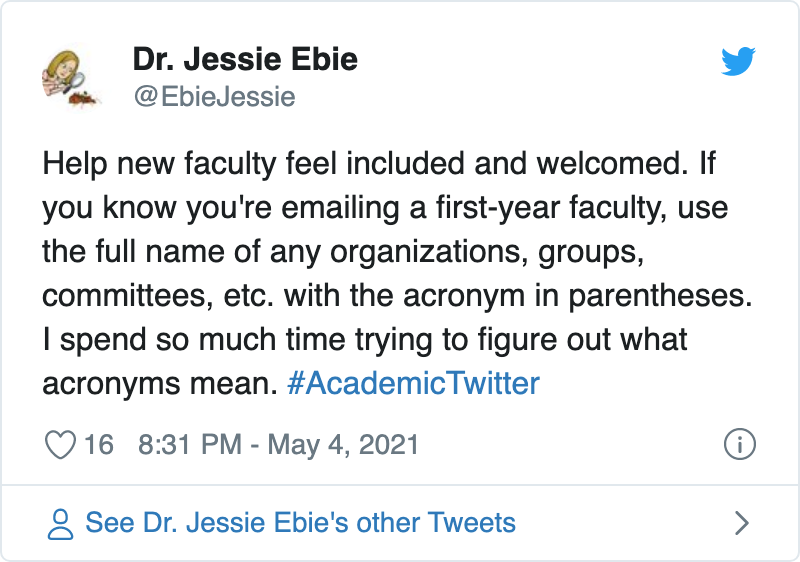 Dr. Jessie Ebie
@EbieJessie
Help new faculty feel included and welcomed. If
you know you're emailing a first-year faculty, use
the full name of any organizations, groups,
committees, etc. with the acronym in parentheses.
I spend so much time trying to figure out what
acronyms mean. #AcademicTwitter
16 8:31 PM - May 4, 2021
See Dr. Jessie Ebie's other Tweets